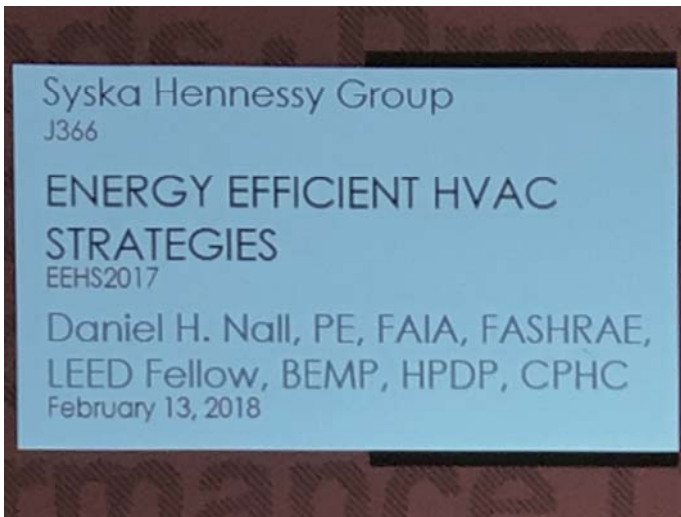 Syska Hennessy Group
J366
ENERGY EFFICIENT HVAC
STRATEGIES
EEHS2017
Daniel H. Nall, PE, FAIA, FASHRAE,
LEED Fellow, BEMP, HPDP, CPHC
February 13, 2018